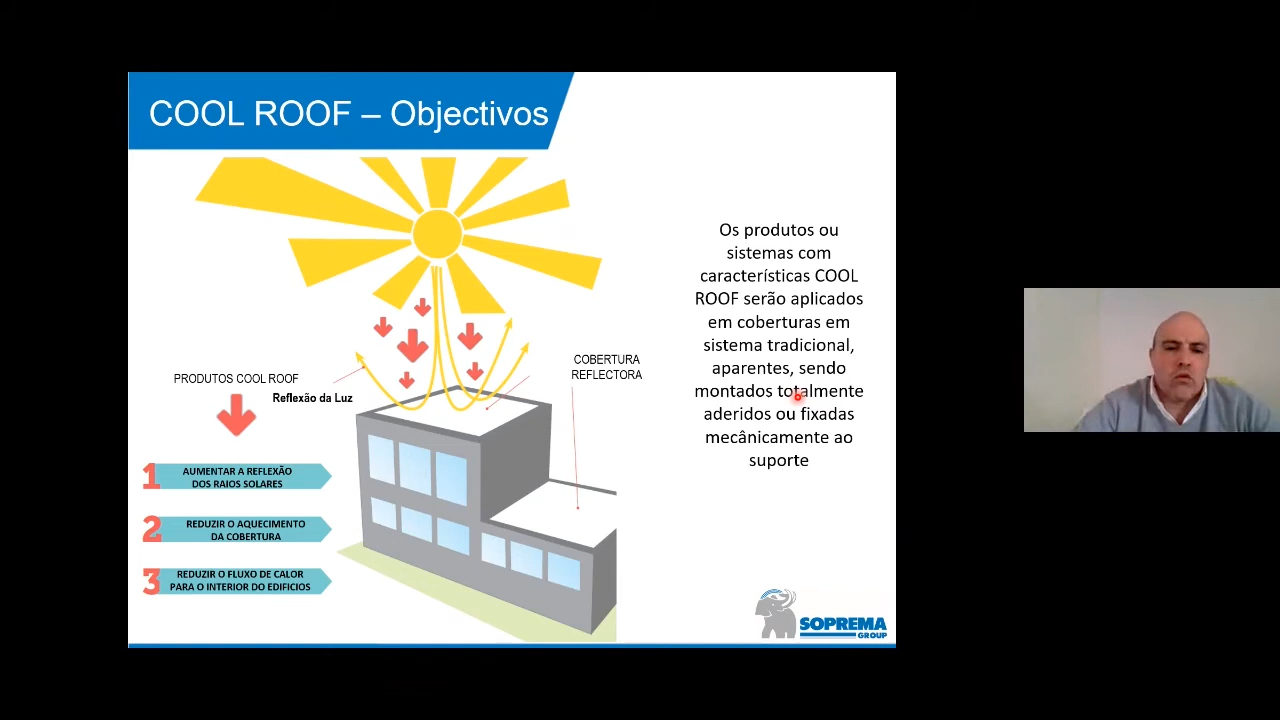 COOL ROOF – Objectivos
PRODUTOS COOL ROOF
Reflexão da Luz
COBERTURA
REFLECTORA
1 AUMENTAR A REFLEXÃO
DOS RAIOS SOLARES
2 REDUZIR O AQUECIMENTO
DA COBERTURA
3 REDUZIR O FLUXO DE CALOR
PARA O INTERIOR DO EDIFICIOS
Os produtos ou
sistemas com
características COOL
ROOF serão aplicados
em coberturas em
sistema tradicional,
aparentes, sendo
montados totalmente
aderidos ou fixadas
mecânicamente ao
suporte
SOPREMA
GROUP